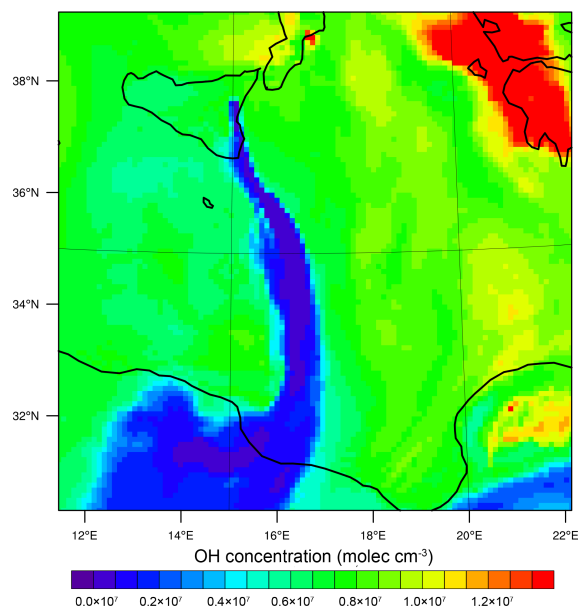 38°N
36°N
34°N
32°N
12°E 14°E 16°E 18°E 20°E 22°E
OH concentration (molec cm⁻³)
0.0×10⁷ 0.2×10⁷ 0.4×10⁷ 0.6×10⁷ 0.8×10⁷ 1.0×10⁷ 1.2×10⁷